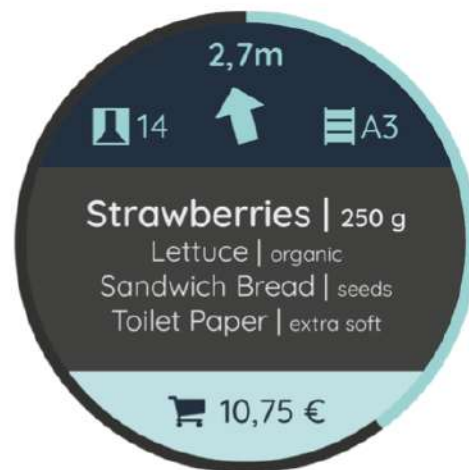 2,7m
14 A3
Strawberries | 250 g
Lettuce | organic
Sandwich Bread | seeds
Toilet Paper | extra soft
10,75 €